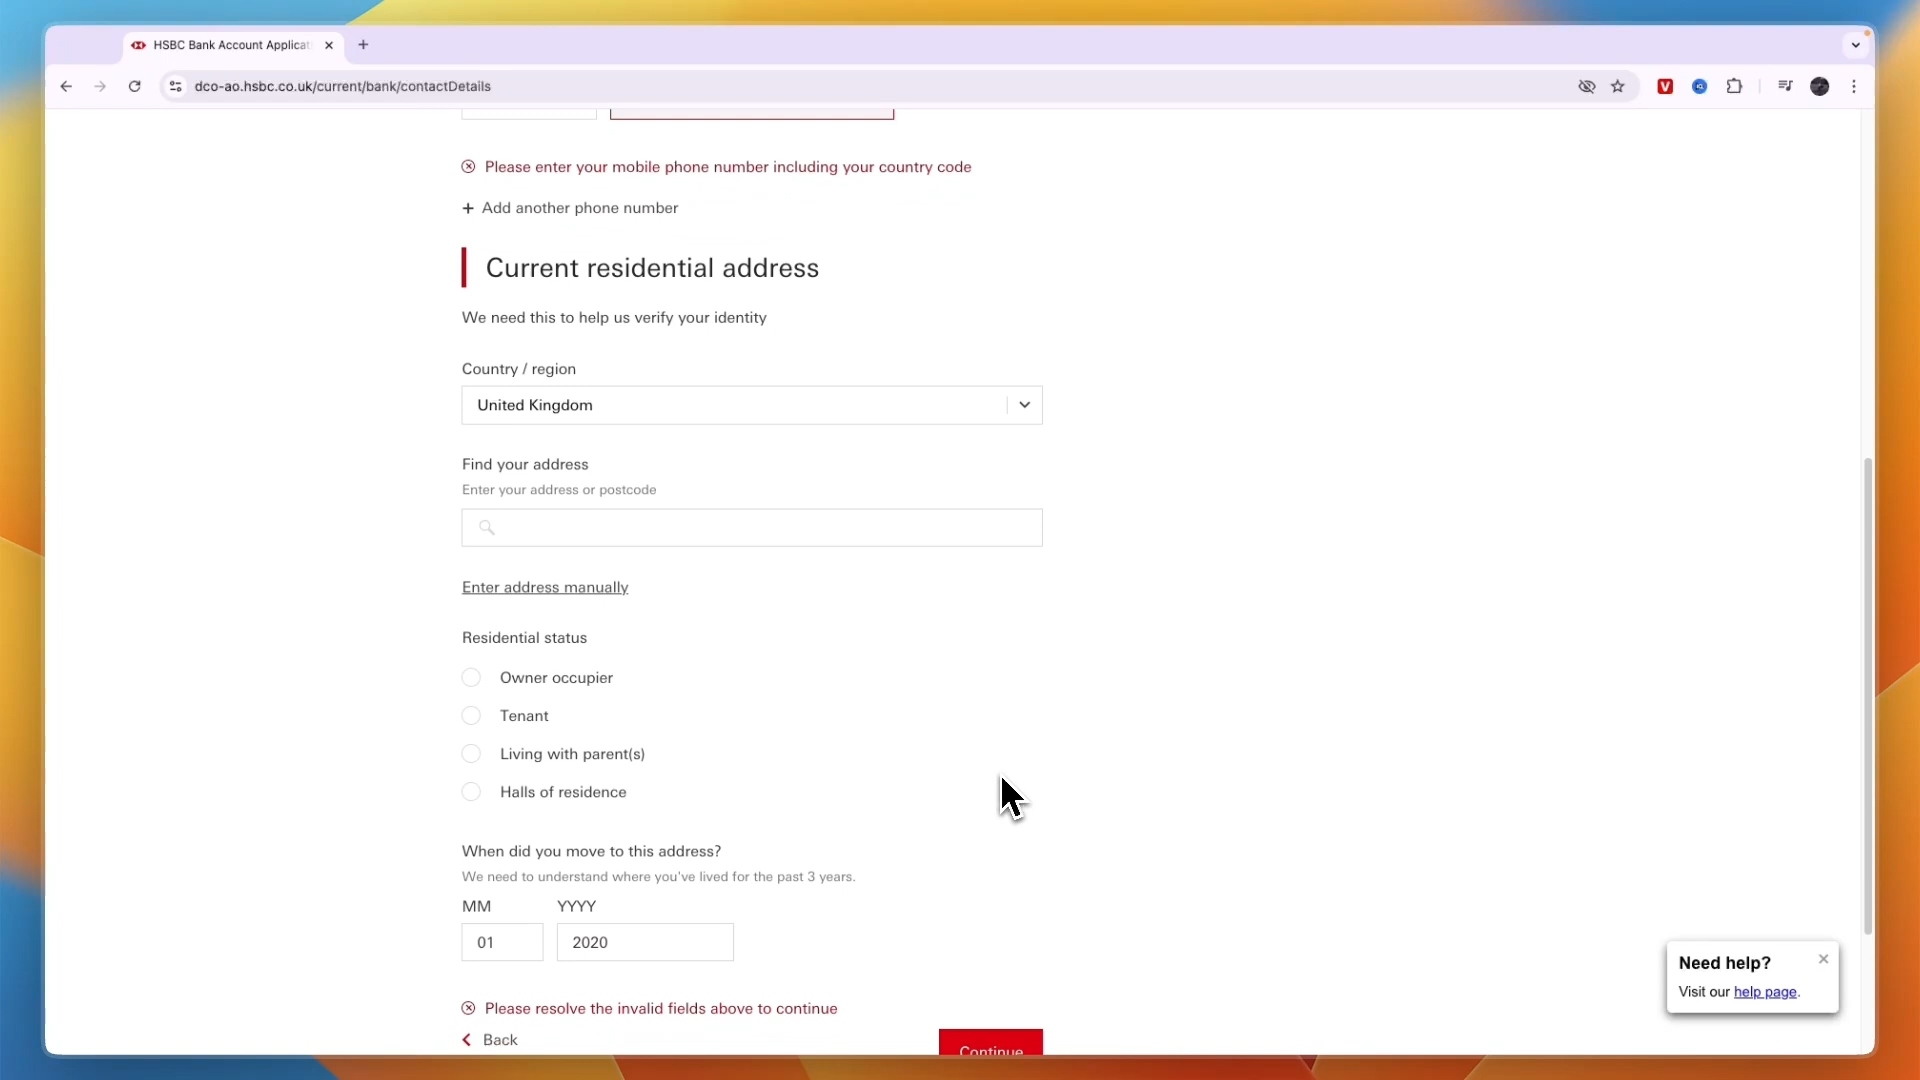 HSBC Bank Account Applicat
dco-ao.hsbc.co.uk/current/bank/contactDetails
Please enter your mobile phone number including your country code
+ Add another phone number
Current residential address
We need this to help us verify your identity
Country / region
United Kingdom
Find your address
Enter your address or postcode
Enter address manually
Residential status
Owner occupier
Tenant
Living with parent(s)
Halls of residence
When did you move to this address?
We need to understand where you've lived for the past 3 years.
MM YYYY
01 2020
Please resolve the invalid fields above to continue
Back
Continue
Need help?
Visit our help page.